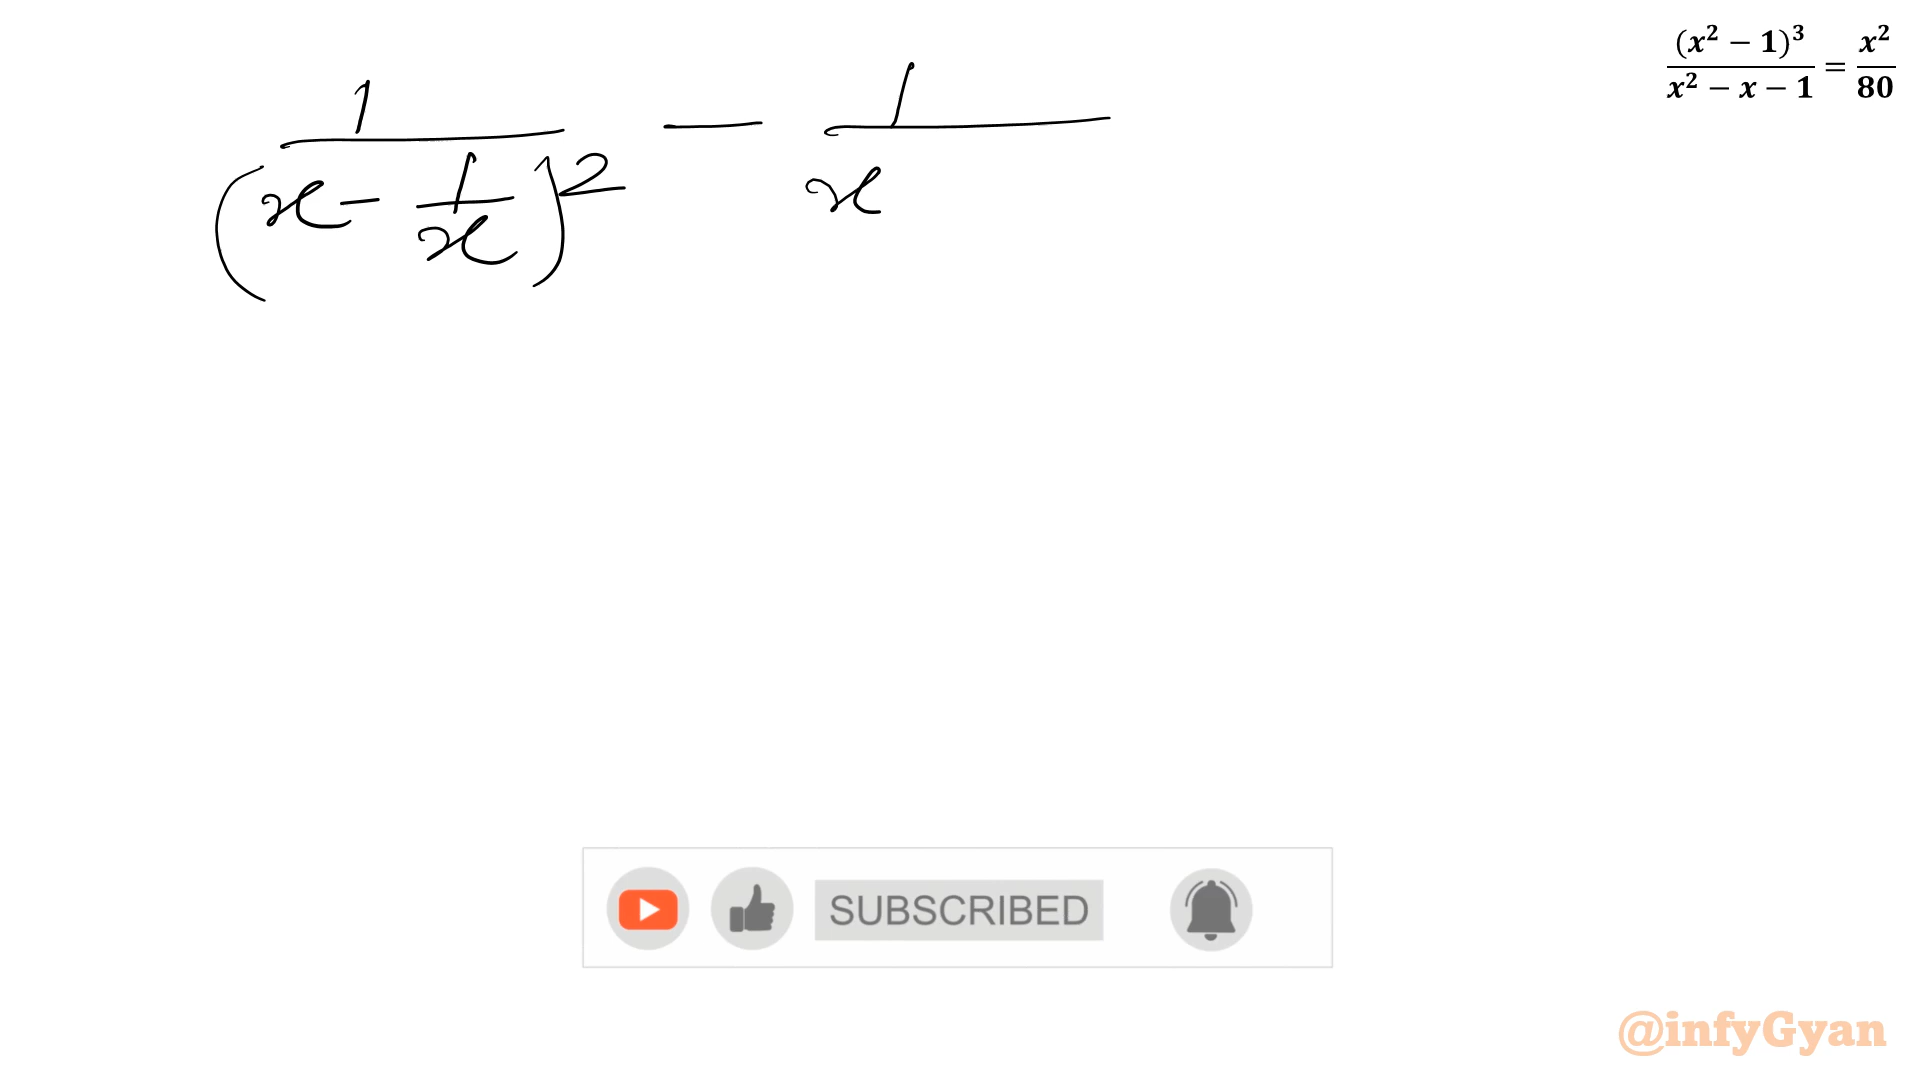 (x² − 1)³ / (x² − x − 1) = x² / 80
1 / (x − 1/x)² − 1 / x
SUBSCRIBED
@infyGyan